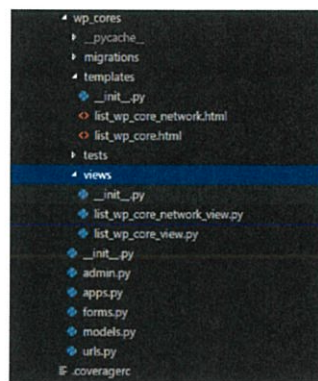 wp_cores
__pycache__
migrations
templates
__init__.py
list_wp_core_network.html
list_wp_core.html
tests
views
__init__.py
list_wp_core_network_view.py
list_wp_core_view.py
__init__.py
admin.py
apps.py
forms.py
models.py
urls.py
.coveragerc